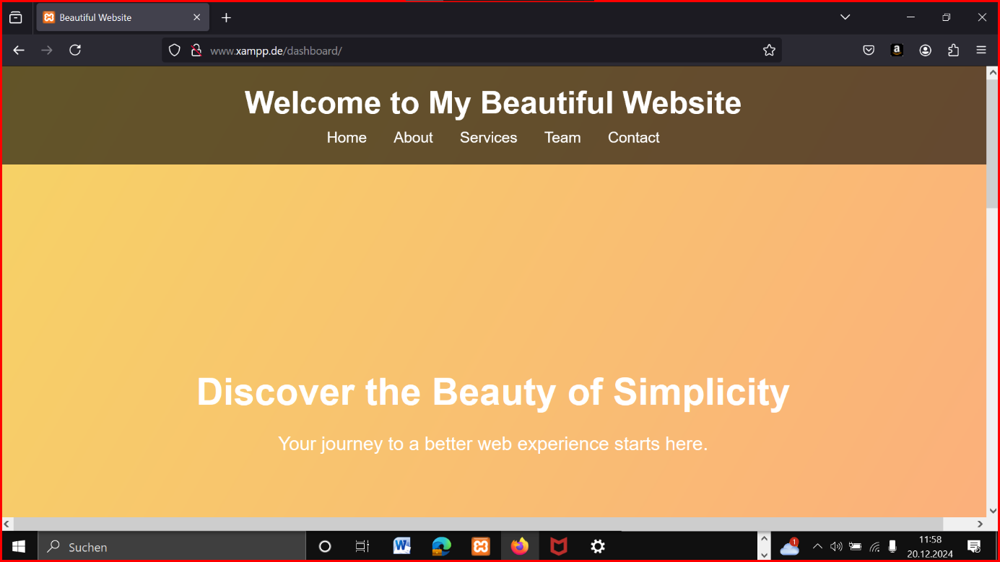 Beautiful Website
www.xampp.de/dashboard/
Welcome to My Beautiful Website
Home About Services Team Contact
Discover the Beauty of Simplicity
Your journey to a better web experience starts here.
Suchen
1
11:58
20.12.2024